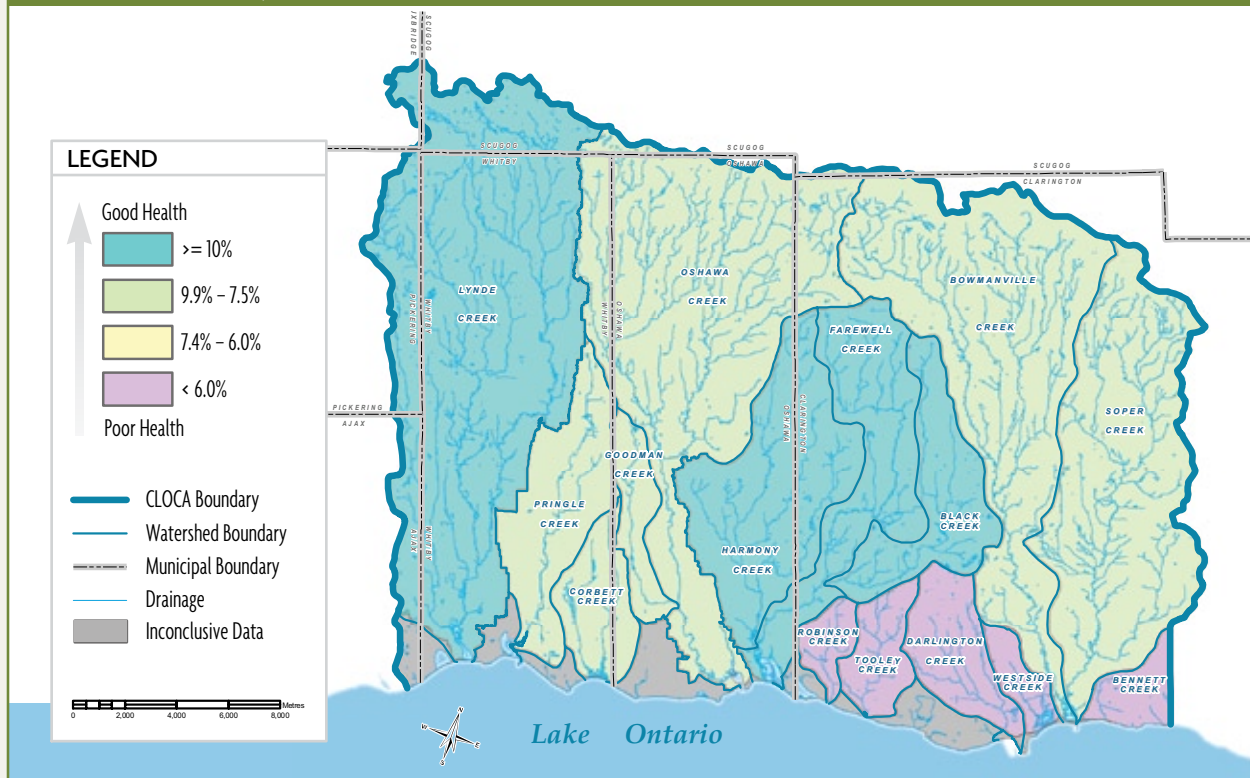 IXBRIDGE
SCUGOG
LEGEND
Good Health
>= 10%
9.9% – 7.5%
7.4% – 6.0%
< 6.0%
Poor Health
CLOCA Boundary
Watershed Boundary
Municipal Boundary
Drainage
Inconclusive Data
Metres
0
2,000
4,000
6,000
8,000
SCUGOG
WHITBY
SCUGOG
OSHAWA
SCUGOG
CLARINGTON
PICKERING
WHITBY
PICKERING
AJAX
AJAX
WHITBY
WHITBY
OSHAWA
OSHAWA
CLARINGTON
LYNDE
CREEK
OSHAWA
CREEK
BOWMANVILLE
CREEK
FAREWELL
CREEK
SOPER
CREEK
GOODMAN
CREEK
PRINGLE
CREEK
BLACK
CREEK
HARMONY
CREEK
CORBETT
CREEK
ROBINSON
CREEK
TOOLEY
CREEK
DARLINGTON
CREEK
WESTSIDE
CREEK
BENNETT
CREEK
N
W
E
S
Lake Ontario